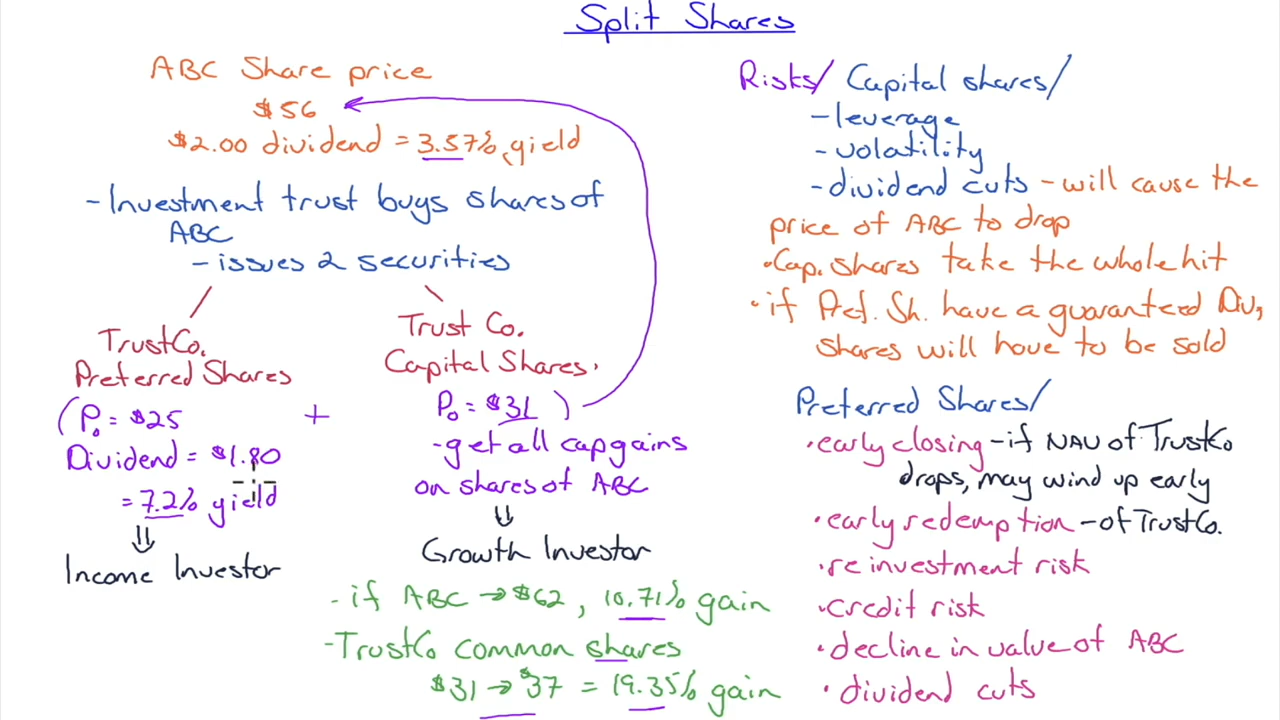 Split Shares
ABC Share price
$56
$2.00 dividend = 3.57% yield
- Investment trust buys shares of
ABC
- issues 2 securities
TrustCo.
Preferred Shares
(P₀ = $25
Dividend = $1.80
= 7.2% yield
⇓
Income Investor
+
Trust Co.
Capital Shares.
P₀ = $31 )
- get all cap gains
on shares of ABC
⇓
Growth Investor
- if ABC → $62, 10.71% gain
- TrustCo common shares
$31 → $37 = 19.35% gain
Risks/ Capital shares/
- leverage
- volatility
- dividend cuts - will cause the
price of ABC to drop
• Cap. shares take the whole hit
• if Pref. Sh. have a guaranteed Div,
shares will have to be sold
Preferred Shares/
• early closing - if NAV of TrustCo
drops, may wind up early
• early redemption - of TrustCo.
• reinvestment risk
• credit risk
• decline in value of ABC
• dividend cuts